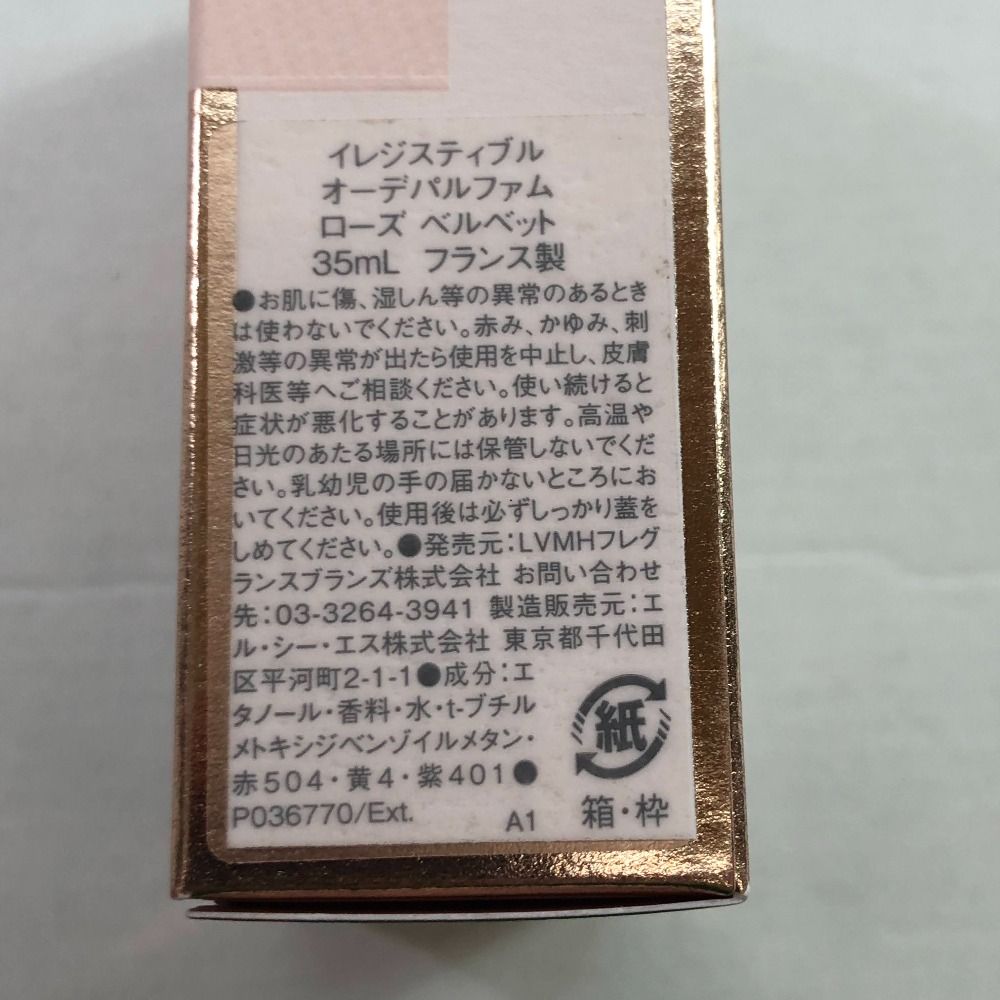 イレジスティブル
オーデパルファム
ローズ ベルベット
35mL フランス製
●お肌に傷、湿しん等の異常のあるとき
は使わないでください。赤み、かゆみ、刺
激等の異常が出たら使用を中止し、皮膚
科医等へご相談ください。使い続けると
症状が悪化することがあります。高温や
日光のあたる場所には保管しないでくだ
さい。乳幼児の手の届かないところにお
いてください。使用後は必ずしっかり蓋を
しめてください。●発売元：LVMHフレグ
ランスブランズ株式会社 お問い合わせ
先：03-3264-3941 製造販売元：エ
ル・シー・エス株式会社 東京都千代田
区平河町2-1-1●成分：エ
タノール・香料・水・t-ブチル
メトキシジベンゾイルメタン・
赤504・黄4・紫401●
P036770/Ext. A1
紙
箱・枠